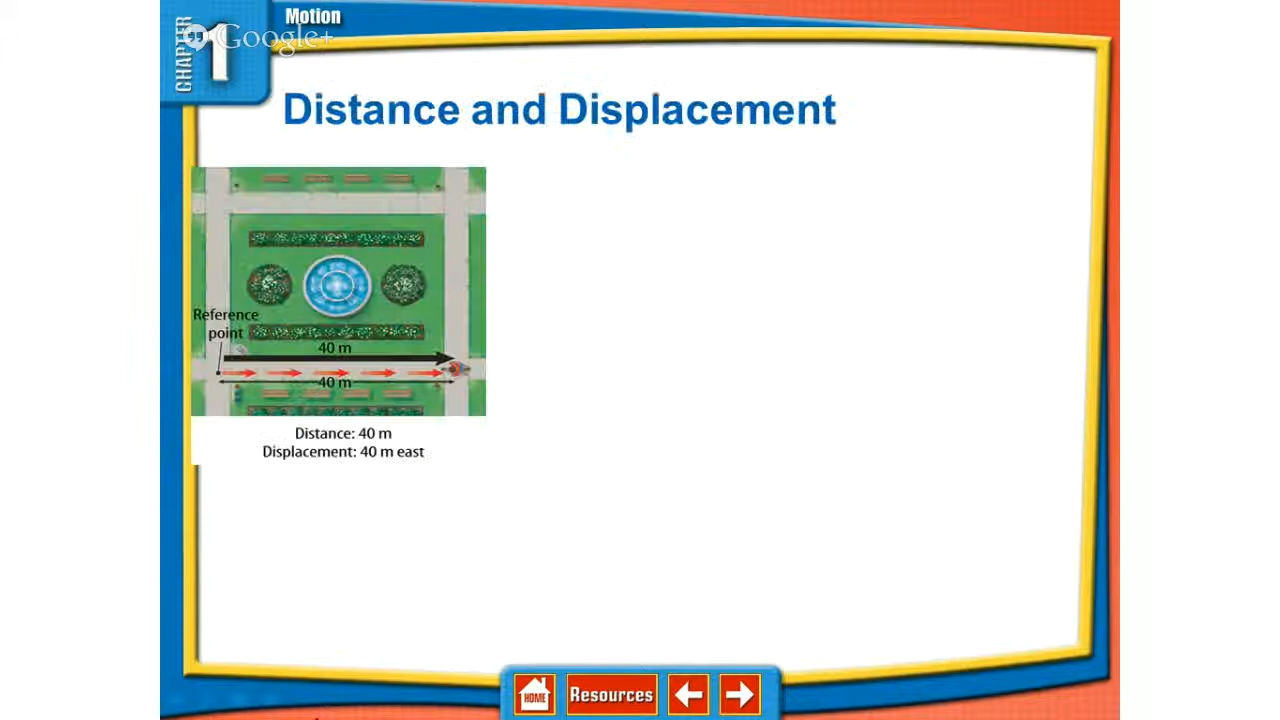 Motion
CHAPTER
1
Google+
Distance and Displacement
Reference
point
40 m
40 m
Distance: 40 m
Displacement: 40 m east
HOME
Resources